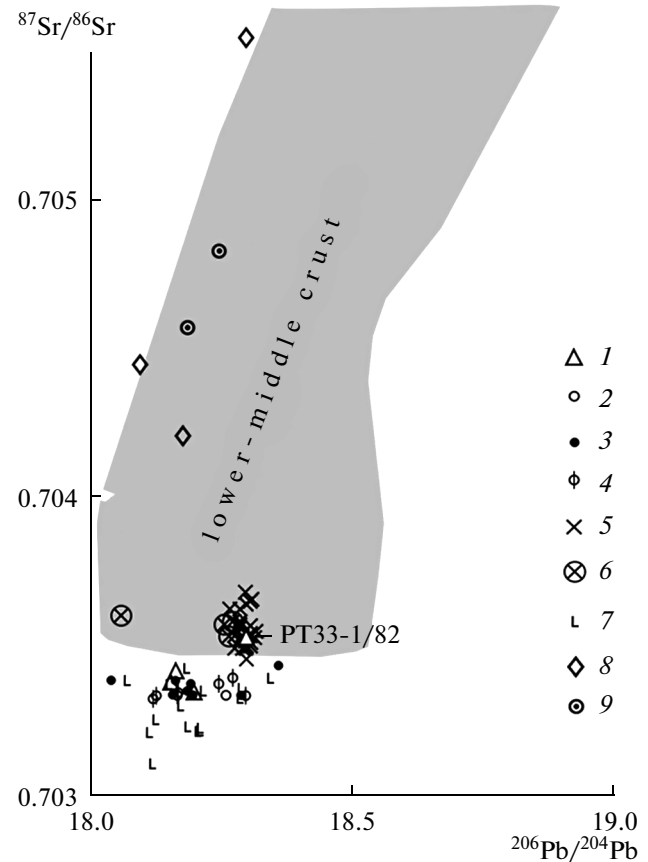 ⁸⁷Sr/⁸⁶Sr
0.705
lower-middle crust
1
2
3
4
5
6
L 7
8
9
0.704
PT33-1/82
0.703
18.0 18.5 19.0
²⁰⁶Pb/²⁰⁴Pb